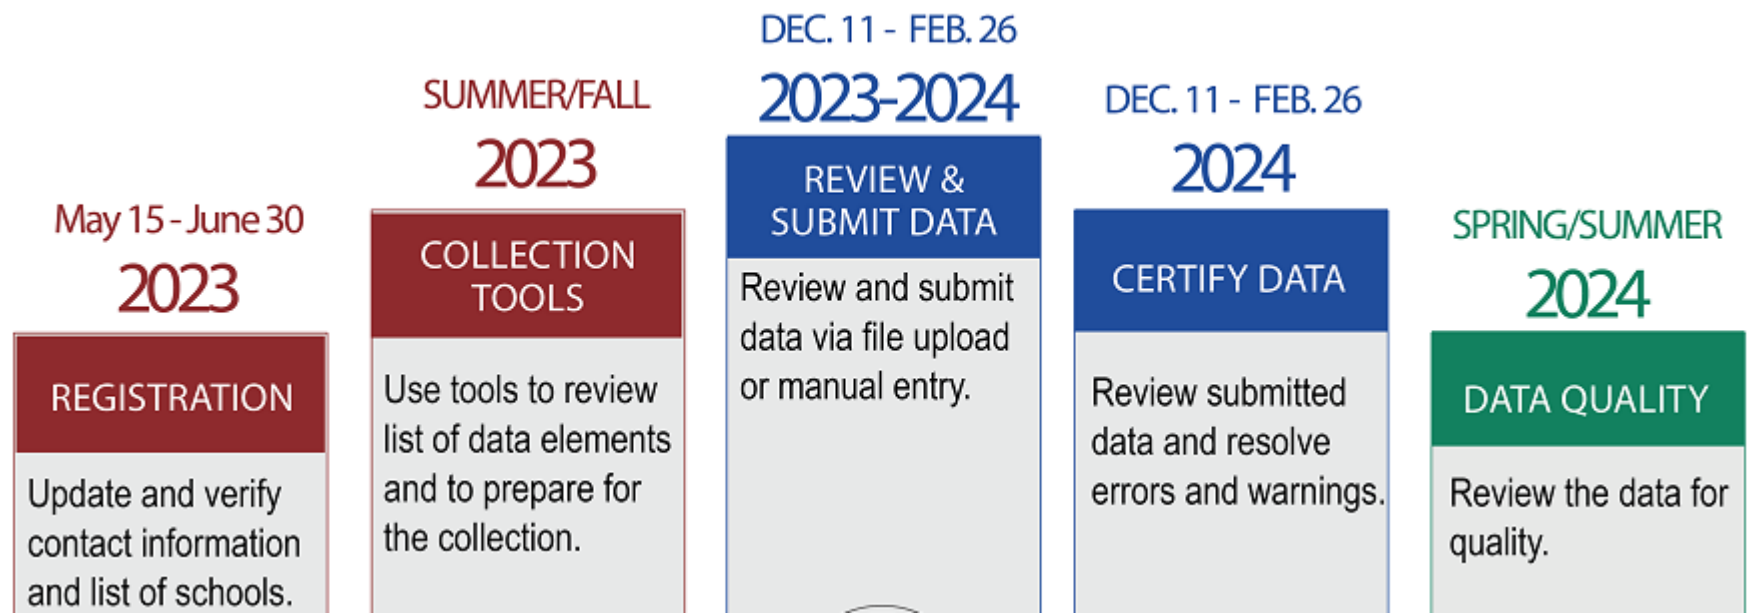 May 15 - June 30
2023
REGISTRATION
Update and verify
contact information
and list of schools.
SUMMER/FALL
2023
COLLECTION
TOOLS
Use tools to review
list of data elements
and to prepare for
the collection.
DEC. 11 - FEB. 26
2023-2024
REVIEW &
SUBMIT DATA
Review and submit
data via file upload
or manual entry.
DEC. 11 - FEB. 26
2024
CERTIFY DATA
Review submitted
data and resolve
errors and warnings.
SPRING/SUMMER
2024
DATA QUALITY
Review the data for
quality.